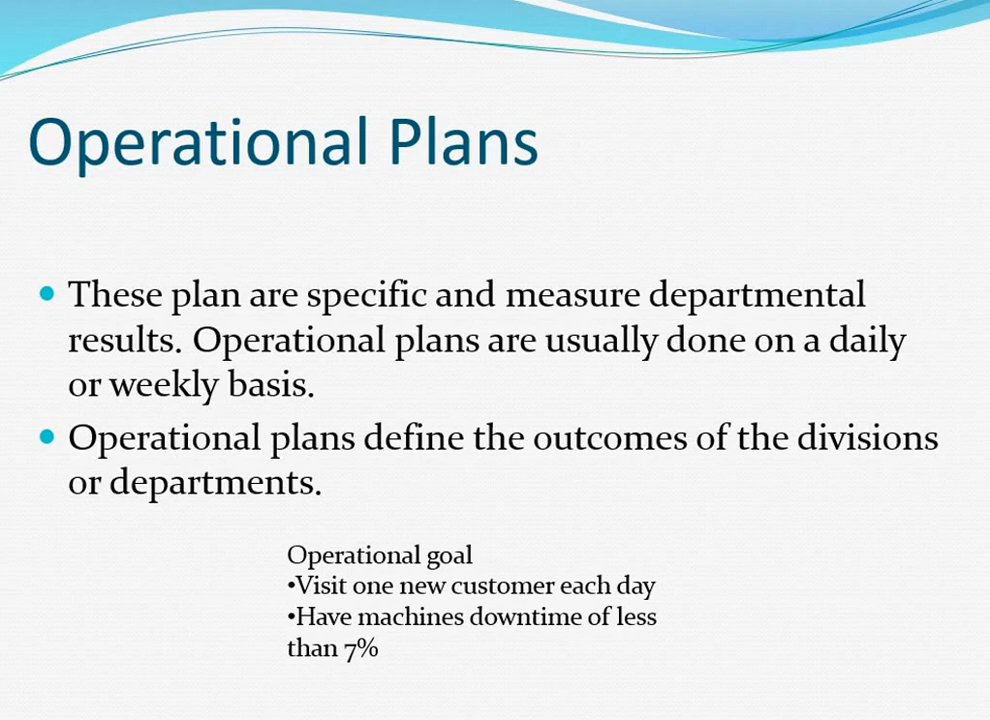 Operational Plans
• These plan are specific and measure departmental
results. Operational plans are usually done on a daily
or weekly basis.
• Operational plans define the outcomes of the divisions
or departments.
Operational goal
•Visit one new customer each day
•Have machines downtime of less
than 7%